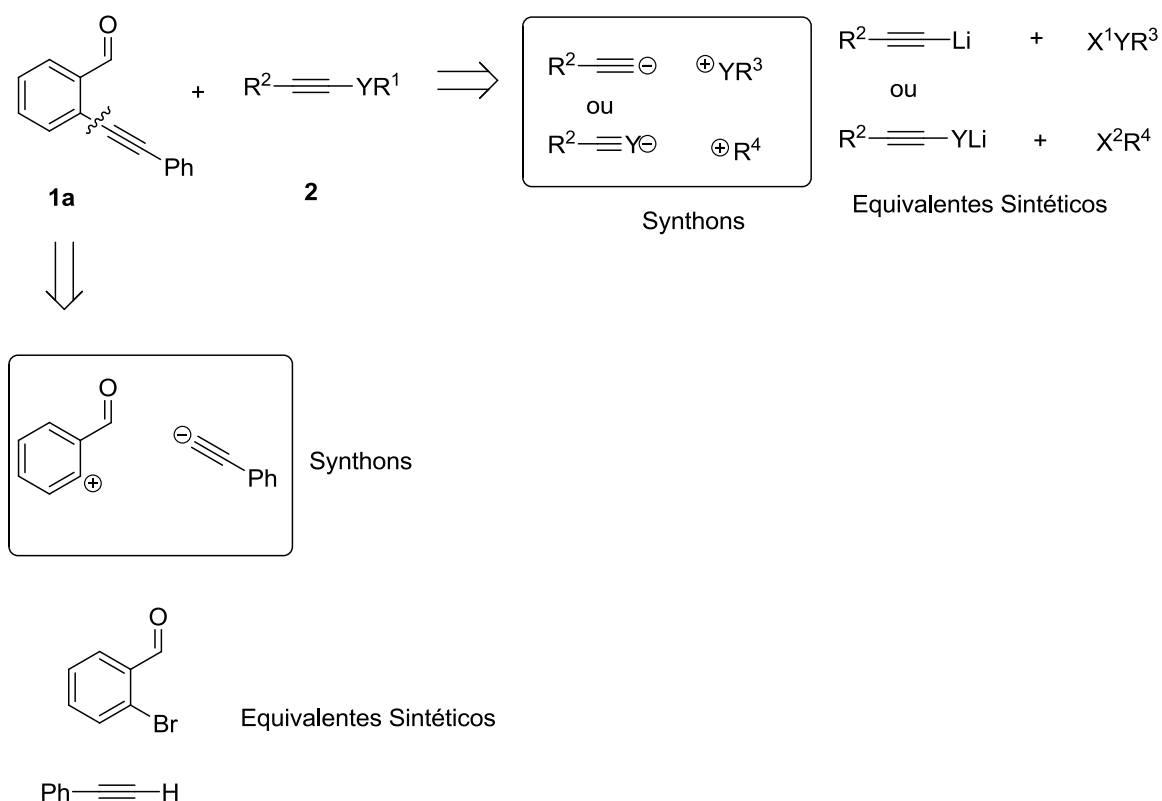 O
+
R² YR¹
Ph
1a
2
R² ⊖ ⊕YR³
ou
R² Y⊖ ⊕R⁴
Synthons
R² Li + X¹YR³
ou
R² YLi + X²R⁴
Equivalentes Sintéticos
O
⊕
⊖
Ph
Synthons
O
Br
Equivalentes Sintéticos
Ph H